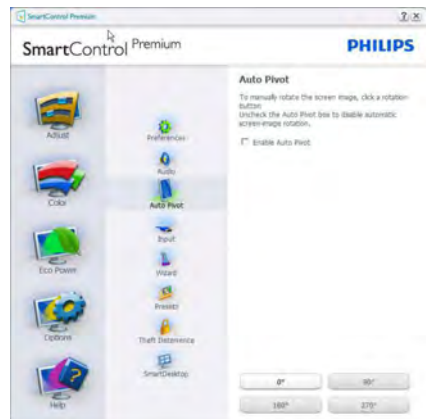 SmartControl Premium
SmartControl Premium
PHILIPS
Adjust
Color
Eco Power
Options
Help
Preferences
Audio
Auto Pivot
Input
Wizard
Presets
Theft Deterrence
SmartDesktop
Auto Pivot
To manually rotate the screen image, click a rotation
button
Uncheck the Auto Pivot box to disable automatic
screen-image rotation.
Enable Auto Pivot
0°
90°
180°
270°